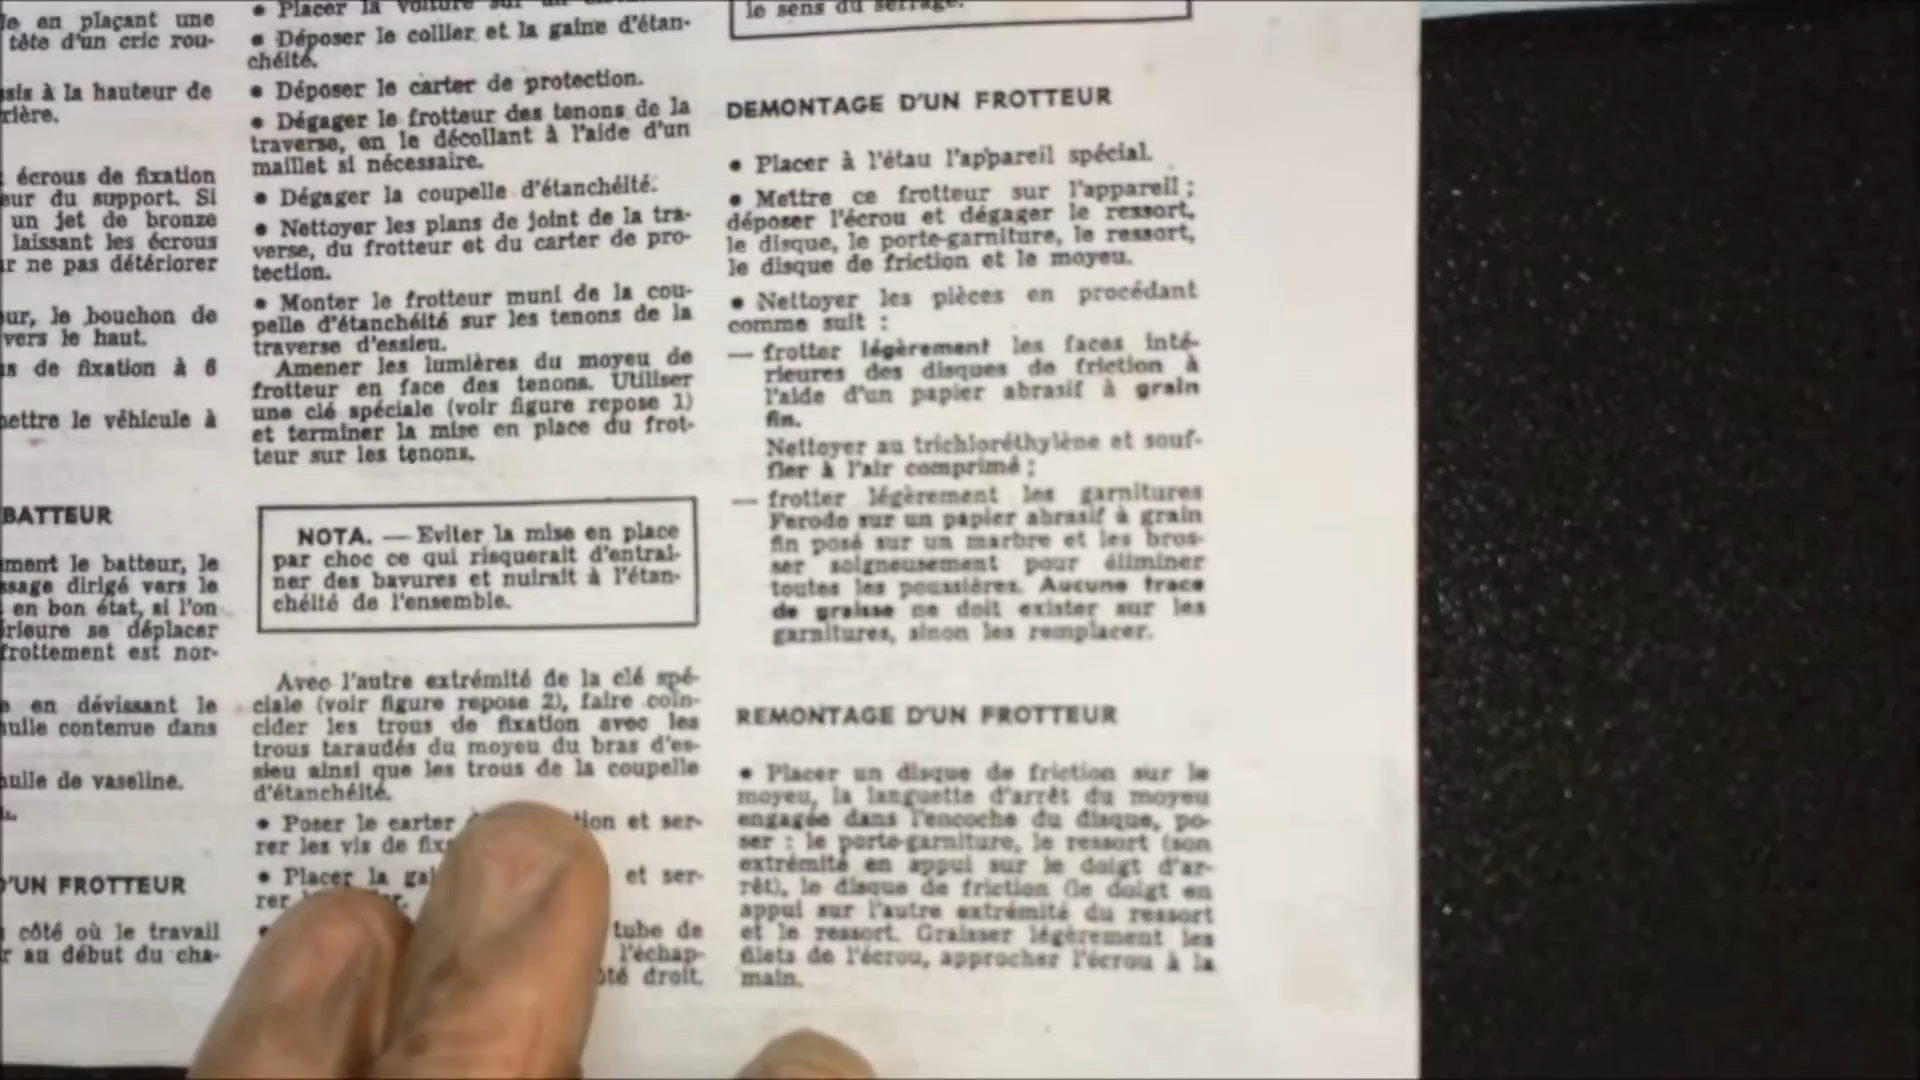 le en plaçant une
tête d'un cric rou-
ssis à la hauteur de
rière.
écrous de fixation
eur du support. Si
un jet de bronze
laissant les écrous
ur ne pas détériorer
ur, le bouchon de
vers le haut.
us de fixation à 6
mettre le véhicule à
BATTEUR
ment le batteur, le
ssage dirigé vers le
en bon état, si l'on
rieure se déplacer
frottement est nor-
en dévissant le
huile contenue dans
huile de vaseline.
D'UN FROTTEUR
côté où le travail
r au début du cha-
• Placer la voiture sur un
• Déposer le collier et la gaine d'étan-
chéité.
• Déposer le carter de protection.
• Dégager le frotteur des tenons de la
traverse, en le décollant à l'aide d'un
maillet si nécessaire.
• Dégager la coupelle d'étanchéité.
• Nettoyer les plans de joint de la tra-
verse, du frotteur et du carter de pro-
tection.
• Monter le frotteur muni de la cou-
pelle d'étanchéité sur les tenons de la
traverse d'essieu.
Amener les lumières du moyeu de
frotteur en face des tenons. Utiliser
une clé spéciale (voir figure repose 1)
et terminer la mise en place du frot-
teur sur les tenons.
NOTA. — Eviter la mise en place
par choc ce qui risquerait d'entraî-
ner des bavures et nuirait à l'étan-
chéité de l'ensemble.
Avec l'autre extrémité de la clé spé-
ciale (voir figure repose 2), faire coïn-
cider les trous de fixation avec les
trous taraudés du moyeu du bras d'es-
sieu ainsi que les trous de la coupelle
d'étanchéité.
• Poser le carter tion et ser-
rer les vis de fix
• Placer la gai et ser-
rer
tube de
l'échap-
ôté droit.
le sens du serrage.
DEMONTAGE D'UN FROTTEUR
• Placer à l'étau l'appareil spécial.
• Mettre ce frotteur sur l'appareil ;
déposer l'écrou et dégager le ressort,
le disque, le porte-garniture, le ressort,
le disque de friction et le moyeu.
• Nettoyer les pièces en procédant
comme suit :
— frotter légèrement les faces inté-
rieures des disques de friction à
l'aide d'un papier abrasif à grain
fin.
Nettoyer au trichloréthylène et souf-
fler à l'air comprimé ;
— frotter légèrement les garnitures
Ferodo sur un papier abrasif à grain
fin posé sur un marbre et les bros-
ser soigneusement pour éliminer
toutes les poussières. Aucune trace
de graisse ne doit exister sur les
garnitures, sinon les remplacer.
REMONTAGE D'UN FROTTEUR
• Placer un disque de friction sur le
moyeu, la languette d'arrêt du moyeu
engagée dans l'encoche du disque, po-
ser : le porte-garniture, le ressort (son
extrémité en appui sur le doigt d'ar-
rêt), le disque de friction (le doigt en
appui sur l'autre extrémité du ressort
et le ressort. Graisser légèrement les
filets de l'écrou, approcher l'écrou à la
main.